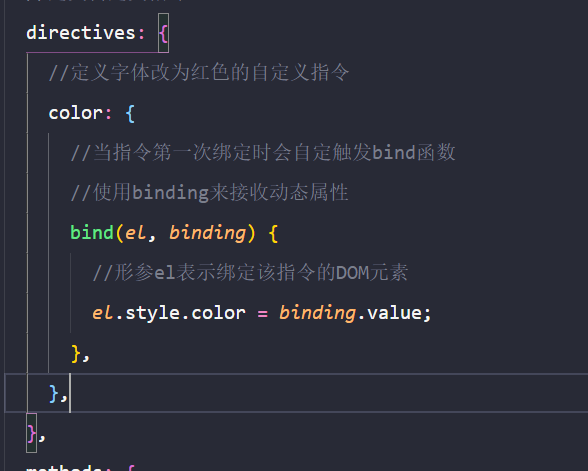 directives: {
//定义字体改为红色的自定义指令
color: {
//当指令第一次绑定时会自定触发bind函数
//使用binding来接收动态属性
bind(el, binding) {
//形参el表示绑定该指令的DOM元素
el.style.color = binding.value;
},
},
},
methods: {